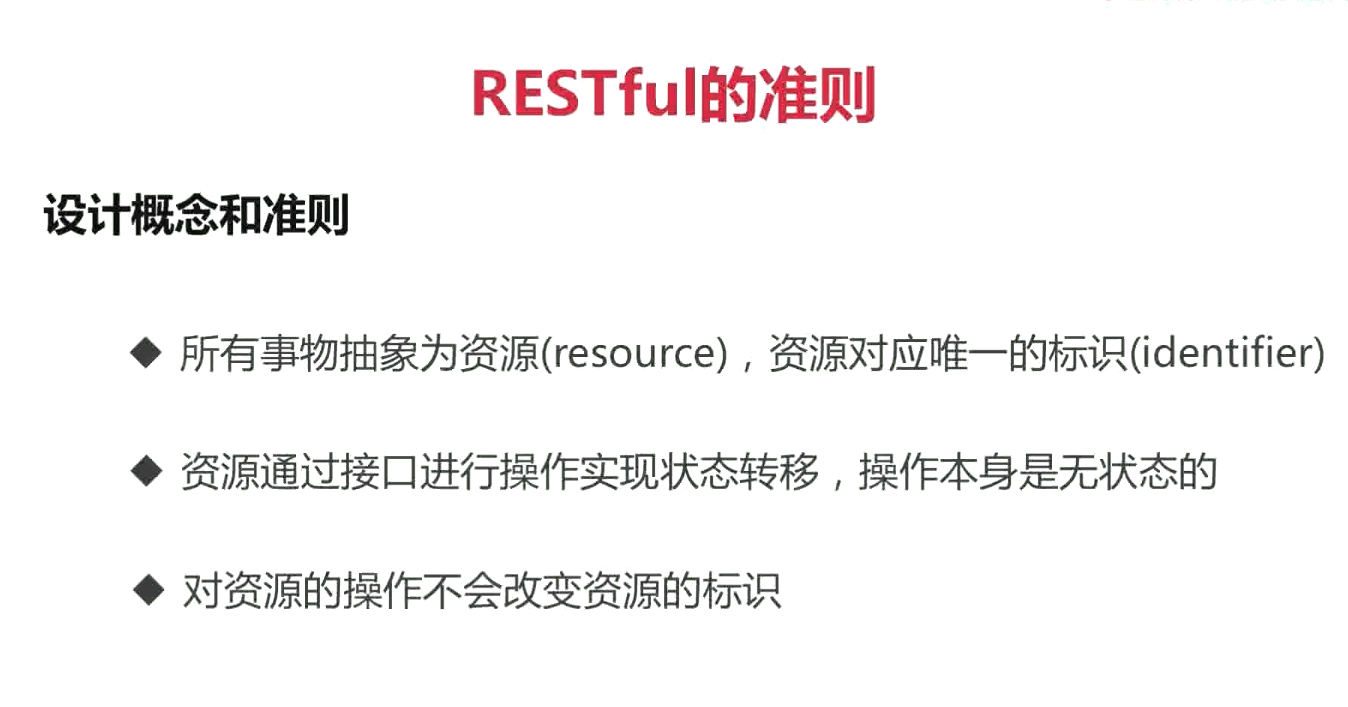 RESTful的准则
设计概念和准则
◆ 所有事物抽象为资源(resource)，资源对应唯一的标识(identifier)
◆ 资源通过接口进行操作实现状态转移，操作本身是无状态的
◆ 对资源的操作不会改变资源的标识